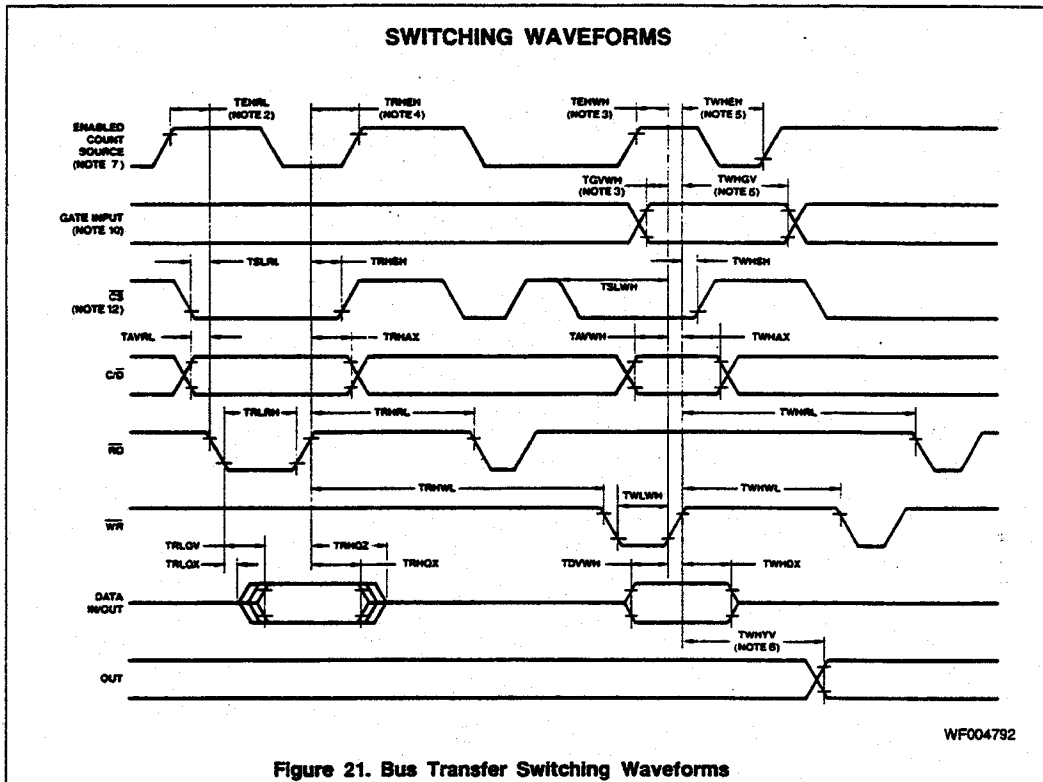 SWITCHING WAVEFORMS
TEHRL
(NOTE 2)
TRHEH
(NOTE 4)
TEHWH
(NOTE 3)
TWHEH
(NOTE 5)
ENABLED
COUNT
SOURCE
(NOTE 7)
TGVWH
(NOTE 3)
TWHGV
(NOTE 5)
GATE INPUT
(NOTE 10)
TSLRL
TRHSH
TSLWH
TWHSH
CS
(NOTE 12)
TAVRL
TRHAX
TAVWH
TWHAX
C/D
TRLRH
TRHRL
TWHRL
RD
TRHWL
TWLWH
TWHWL
WR
TRLQV
TRHQZ
TRLQX
TRHQX
TDVWH
TWHDX
DATA
IN/OUT
TWHYV
(NOTE 6)
OUT
WF004792
Figure 21. Bus Transfer Switching Waveforms